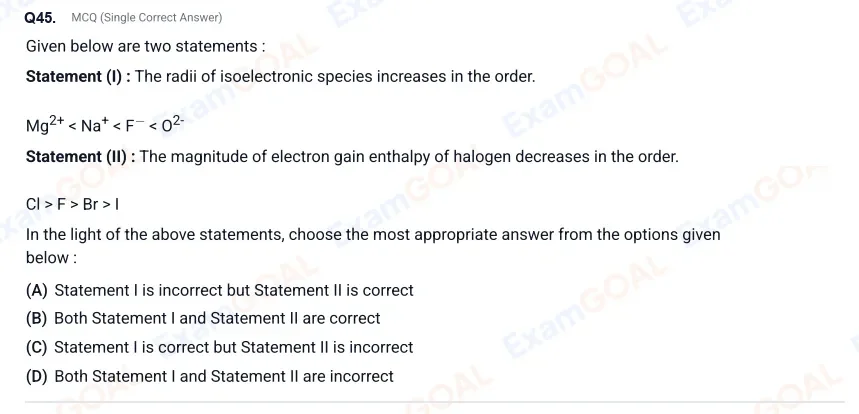 Q45. MCQ (Single Correct Answer)
Given below are two statements :
Statement (I) : The radii of isoelectronic species increases in the order.
Mg²⁺ < Na⁺ < F⁻ < O²⁻
Statement (II) : The magnitude of electron gain enthalpy of halogen decreases in the order.
Cl > F > Br > I
In the light of the above statements, choose the most appropriate answer from the options given
below :
(A) Statement I is incorrect but Statement II is correct
(B) Both Statement I and Statement II are correct
(C) Statement I is correct but Statement II is incorrect
(D) Both Statement I and Statement II are incorrect
ExamGOAL